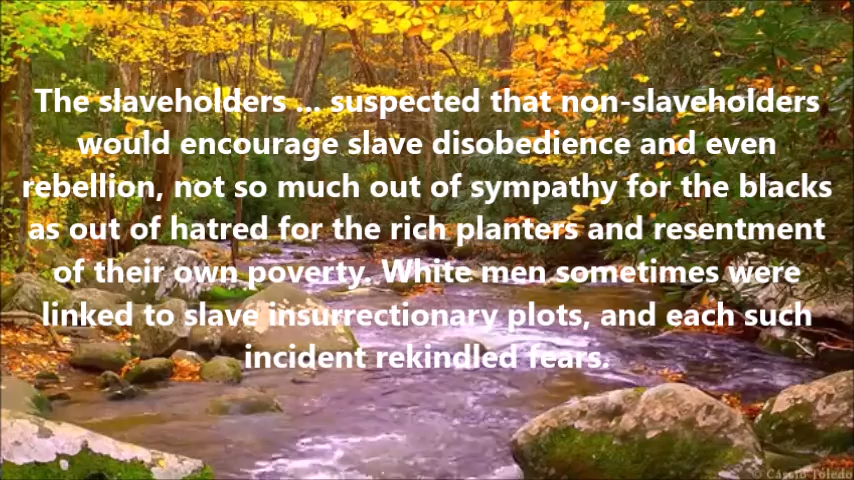 The slaveholders ... suspected that non-slaveholders
would encourage slave disobedience and even
rebellion, not so much out of sympathy for the blacks
as out of hatred for the rich planters and resentment
of their own poverty. White men sometimes were
linked to slave insurrectionary plots, and each such
incident rekindled fears.
© Cássio Toledo